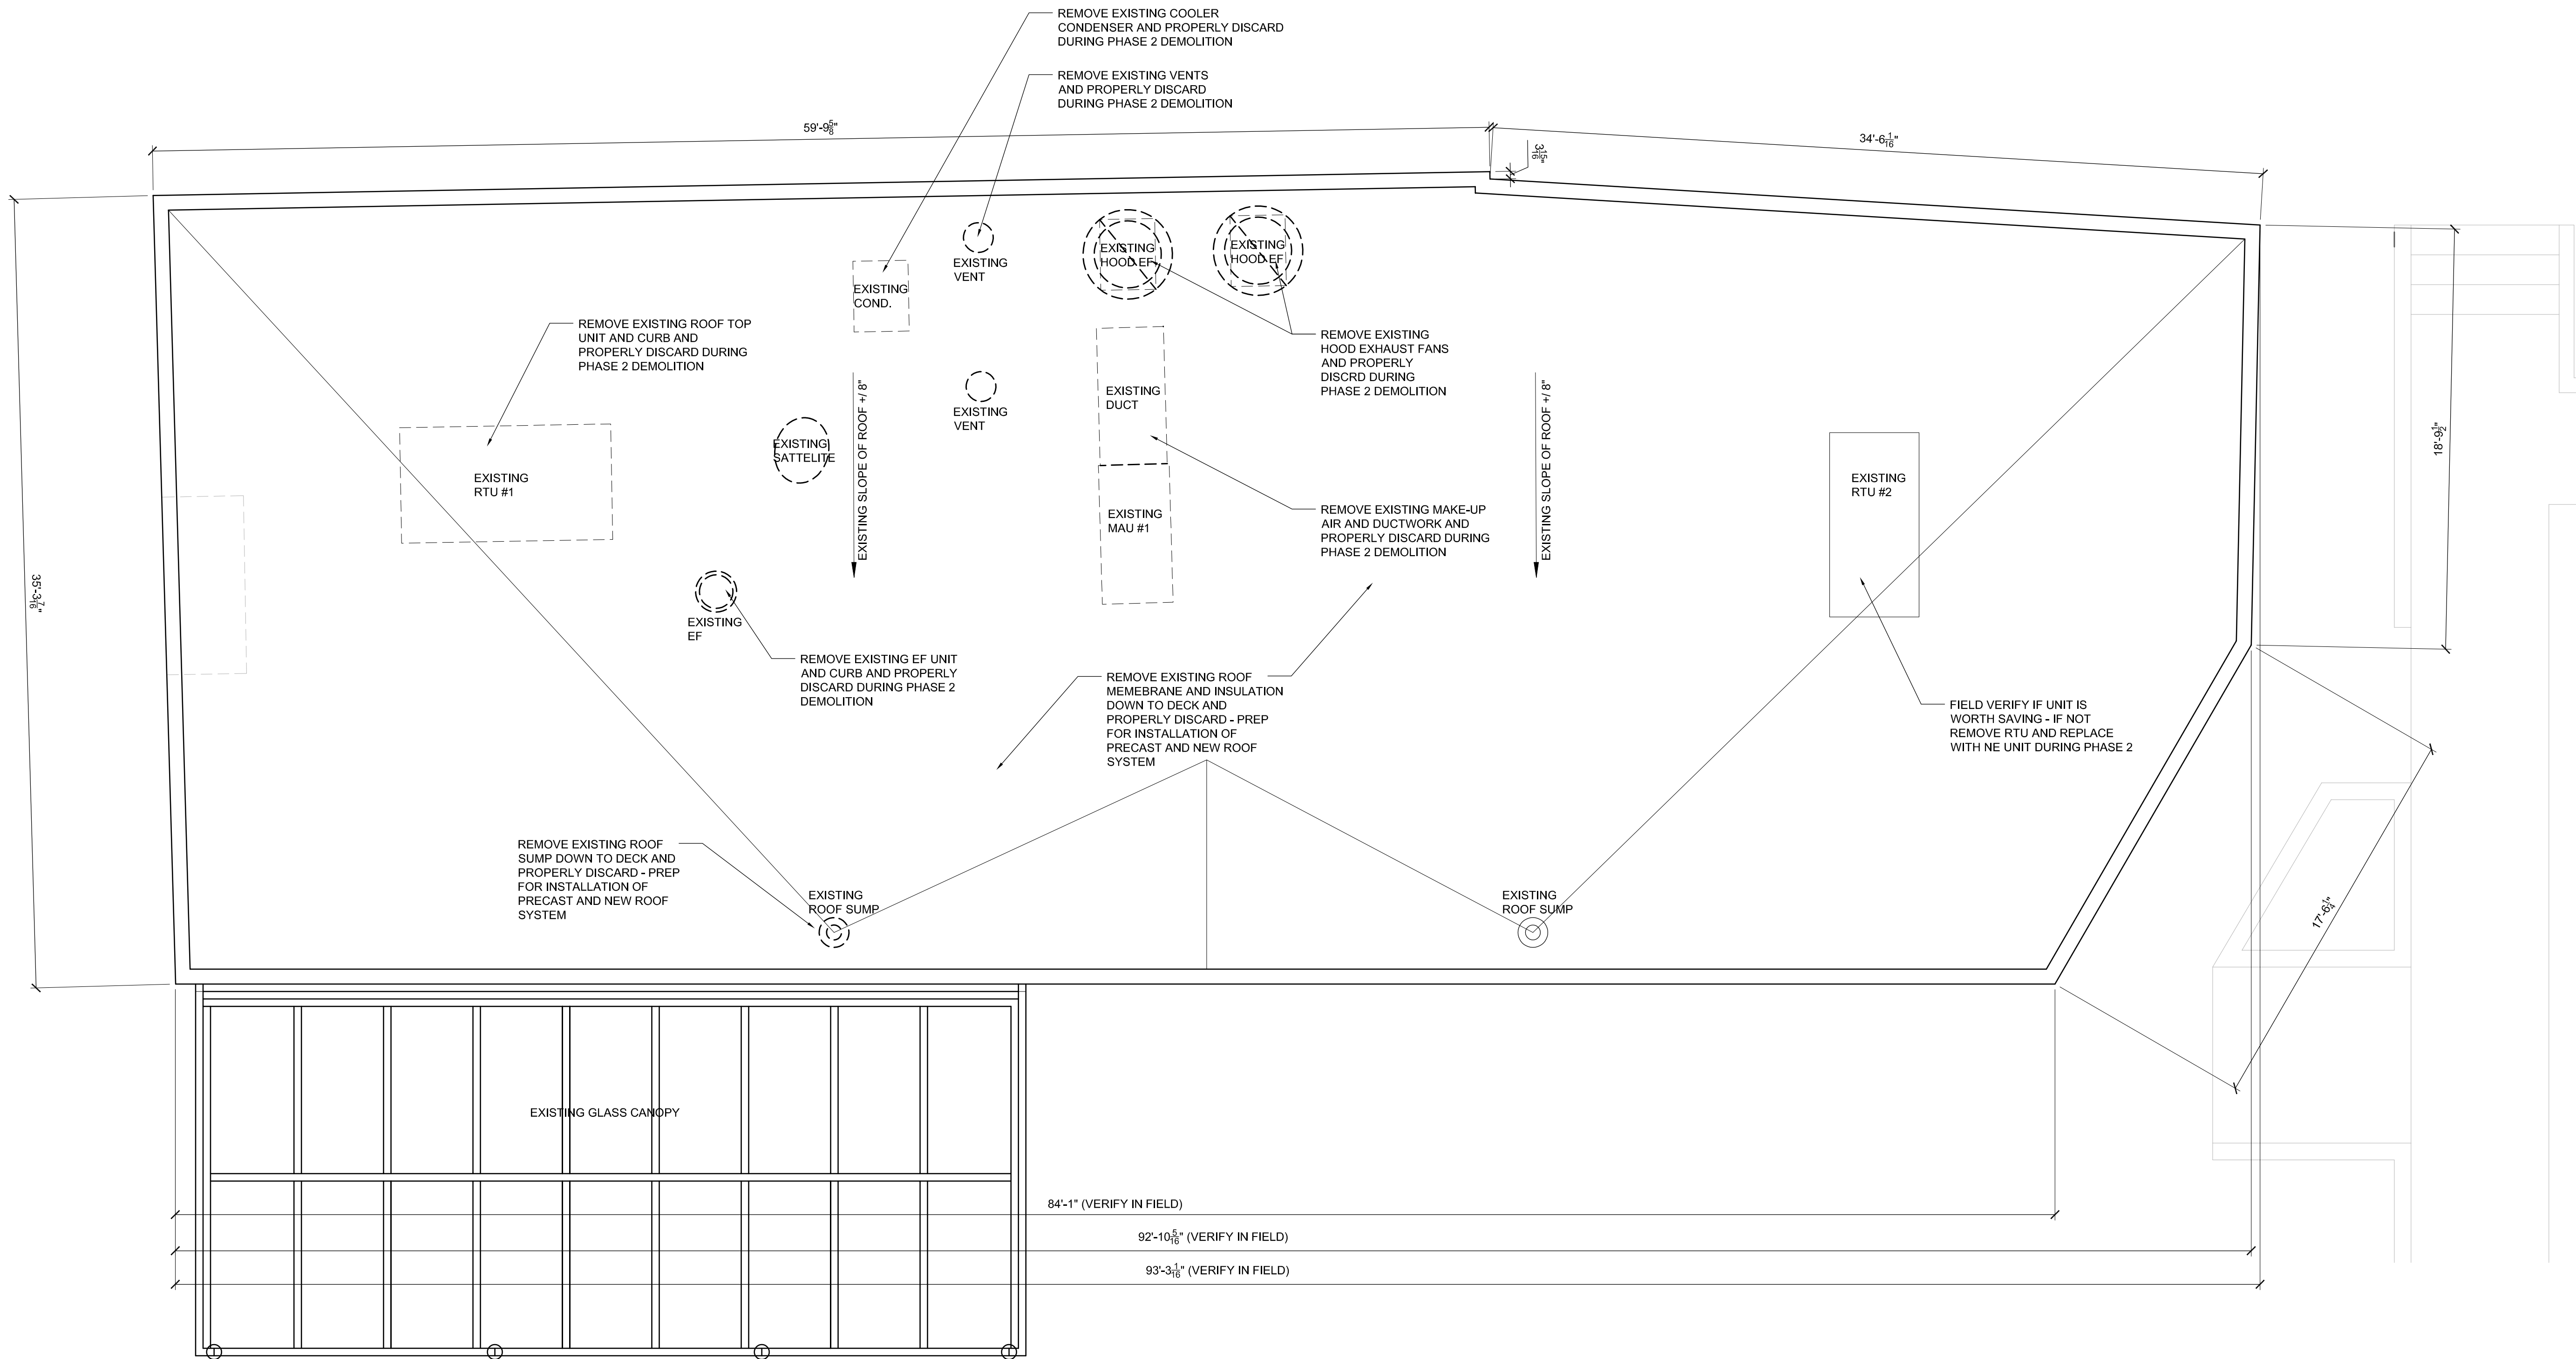 REMOVE EXISTING COOLER
CONDENSER AND PROPERLY DISCARD
DURING PHASE 2 DEMOLITION
REMOVE EXISTING VENTS
AND PROPERLY DISCARD
DURING PHASE 2 DEMOLITION
59'-9 5/8"
3 15/16"
34'-6 1/16"
EXISTING
HOOD EF
EXISTING
HOOD EF
EXISTING
VENT
EXISTING
COND.
REMOVE EXISTING ROOF TOP
UNIT AND CURB AND
PROPERLY DISCARD DURING
PHASE 2 DEMOLITION
REMOVE EXISTING
HOOD EXHAUST FANS
AND PROPERLY
DISCRD DURING
PHASE 2 DEMOLITION
EXISTING
DUCT
EXISTING
VENT
EXISTING SLOPE OF ROOF +/ 8"
EXISTING SLOPE OF ROOF +/ 8"
18'-9 1/2"
EXISTING
SATTELITE
EXISTING
RTU #1
EXISTING
RTU #2
EXISTING
MAU #1
REMOVE EXISTING MAKE-UP
AIR AND DUCTWORK AND
PROPERLY DISCARD DURING
PHASE 2 DEMOLITION
35'-3 7/16"
EXISTING
EF
REMOVE EXISTING EF UNIT
AND CURB AND PROPERLY
DISCARD DURING PHASE 2
DEMOLITION
REMOVE EXISTING ROOF
MEMEBRANE AND INSULATION
DOWN TO DECK AND
PROPERLY DISCARD - PREP
FOR INSTALLATION OF
PRECAST AND NEW ROOF
SYSTEM
FIELD VERIFY IF UNIT IS
WORTH SAVING - IF NOT
REMOVE RTU AND REPLACE
WITH NE UNIT DURING PHASE 2
REMOVE EXISTING ROOF
SUMP DOWN TO DECK AND
PROPERLY DISCARD - PREP
FOR INSTALLATION OF
PRECAST AND NEW ROOF
SYSTEM
EXISTING
ROOF SUMP
EXISTING
ROOF SUMP
17'-6 1/4"
EXISTING GLASS CANOPY
84'-1" (VERIFY IN FIELD)
92'-10 5/16" (VERIFY IN FIELD)
93'-3 1/16" (VERIFY IN FIELD)